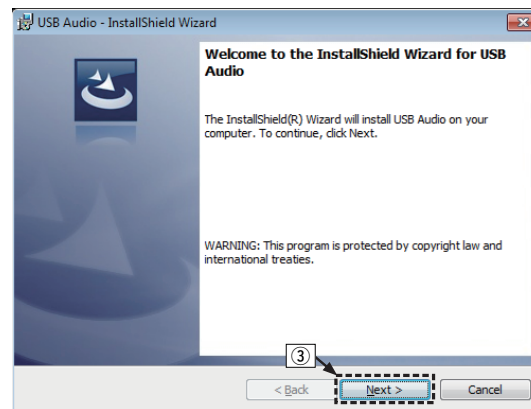 USB Audio - InstallShield Wizard
Welcome to the InstallShield Wizard for USB
Audio
The InstallShield(R) Wizard will install USB Audio on your
computer. To continue, click Next.
WARNING: This program is protected by copyright law and
international treaties.
③
< Back Next > Cancel